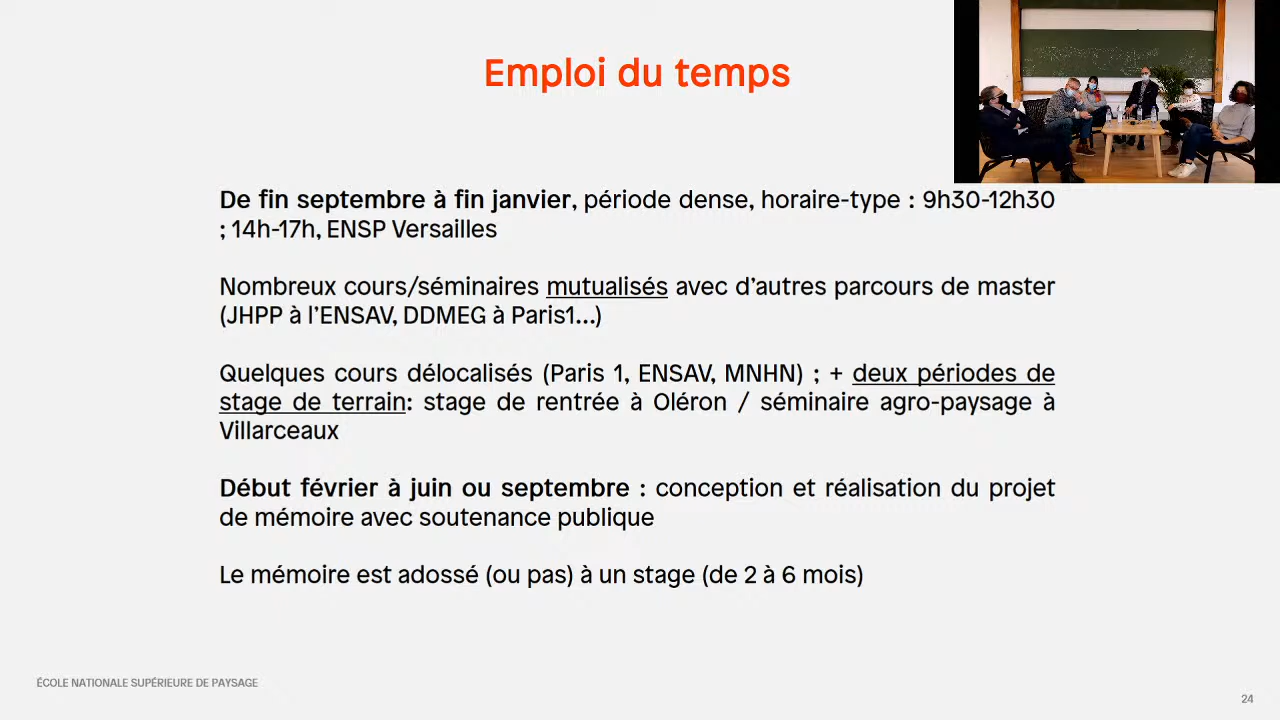 Emploi du temps
De fin septembre à fin janvier, période dense, horaire-type : 9h30-12h30
; 14h-17h, ENSP Versailles
Nombreux cours/séminaires mutualisés avec d’autres parcours de master
(JHPP à l’ENSAV, DDMEG à Paris1...)
Quelques cours délocalisés (Paris 1, ENSAV, MNHN) ; + deux périodes de
stage de terrain: stage de rentrée à Oléron / séminaire agro-paysage à
Villarceaux
Début février à juin ou septembre : conception et réalisation du projet
de mémoire avec soutenance publique
Le mémoire est adossé (ou pas) à un stage (de 2 à 6 mois)
ÉCOLE NATIONALE SUPÉRIEURE DE PAYSAGE
24